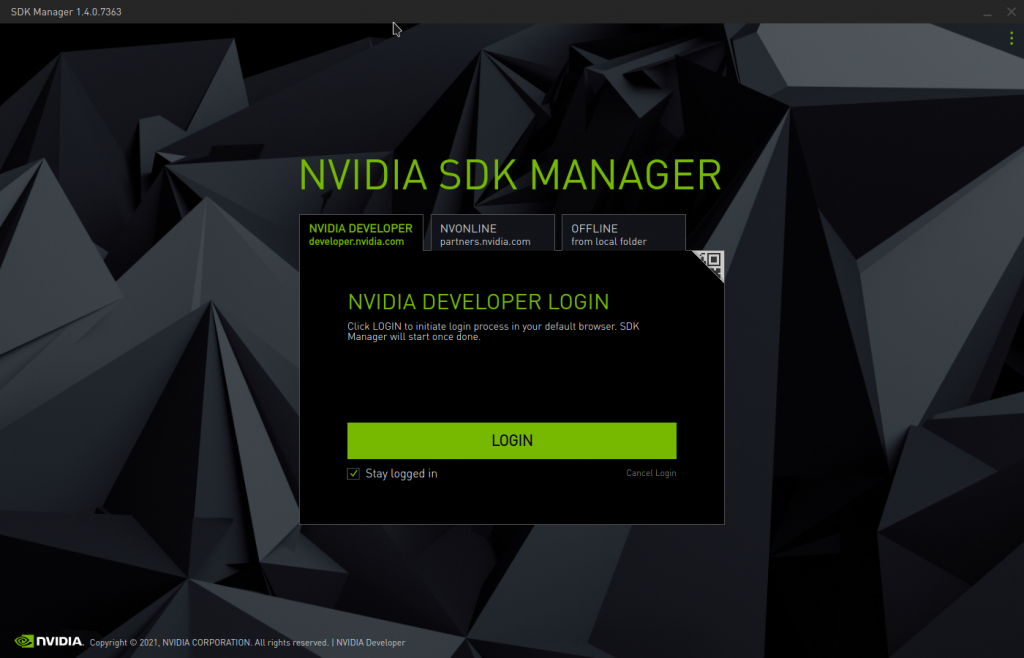 SDK Manager 1.4.0.7363
NVIDIA SDK MANAGER
NVIDIA DEVELOPER
developer.nvidia.com
NVONLINE
partners.nvidia.com
OFFLINE
from local folder
NVIDIA DEVELOPER LOGIN
Click LOGIN to initiate login process in your default browser. SDK
Manager will start once done.
LOGIN
Stay logged in
Cancel Login
NVIDIA. Copyright © 2021, NVIDIA CORPORATION. All rights reserved. | NVIDIA Developer